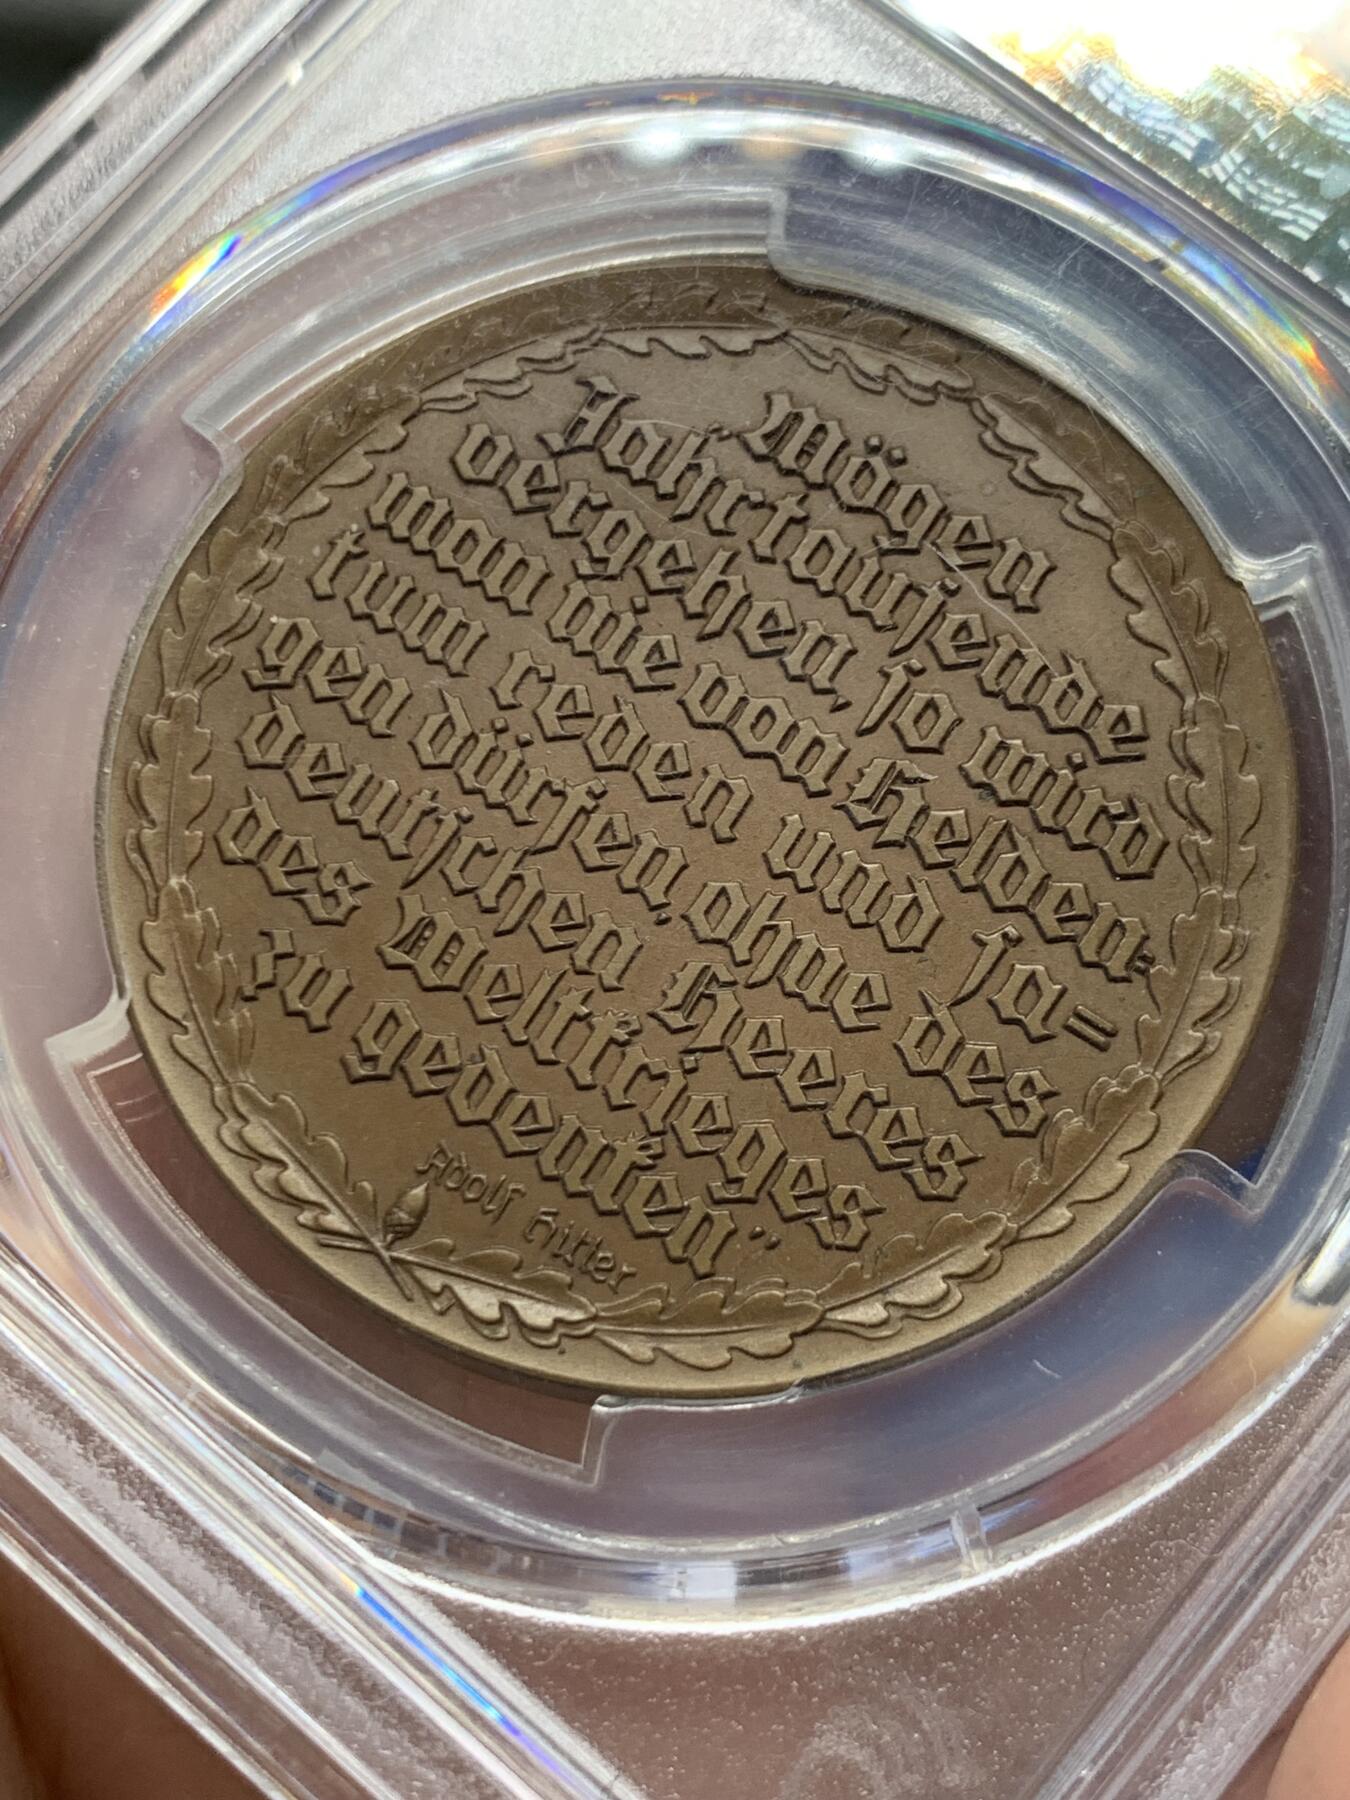 Mögen
Jahrtausende
vergehen, so wird
man nie von Helden=
tum reden und sa=
gen dürfen, ohne des
deutschen Heeres
des Weltkrieges
zu gedenken"
Adolf Hitler